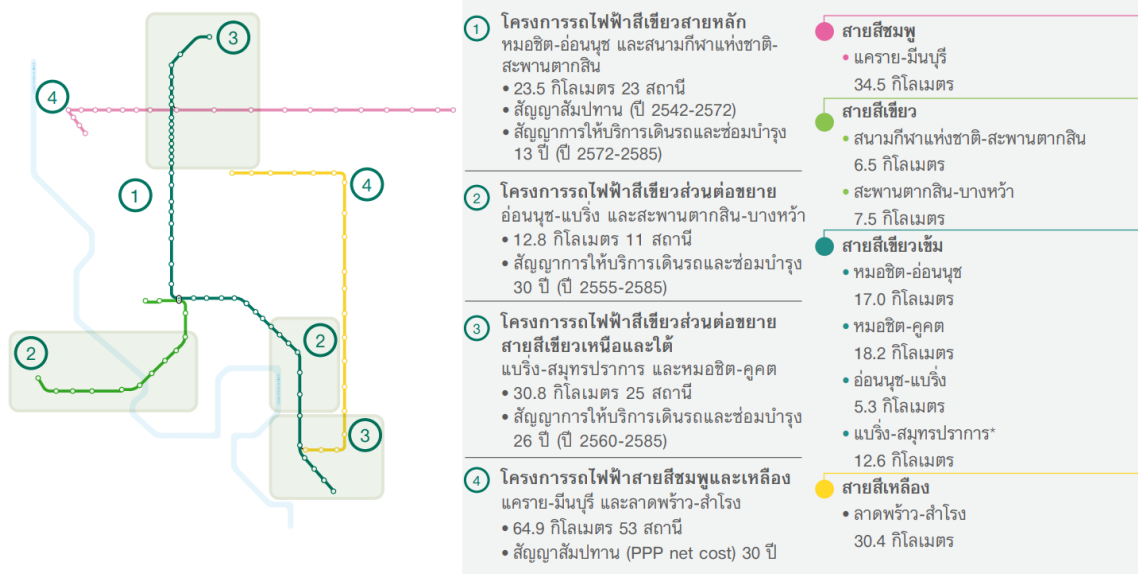 3
4
1
4
2
2
3
1 โครงการรถไฟฟ้าสีเขียวสายหลัก
หมอชิต-อ่อนนุช และสนามกีฬาแห่งชาติ-
สะพานตากสิน
• 23.5 กิโลเมตร 23 สถานี
• สัญญาสัมปทาน (ปี 2542-2572)
• สัญญาการให้บริการเดินรถและซ่อมบำรุง
13 ปี (ปี 2572-2585)
2 โครงการรถไฟฟ้าสีเขียวส่วนต่อขยาย
อ่อนนุช-แบริ่ง และสะพานตากสิน-บางหว้า
• 12.8 กิโลเมตร 11 สถานี
• สัญญาการให้บริการเดินรถและซ่อมบำรุง
30 ปี (ปี 2555-2585)
3 โครงการรถไฟฟ้าสีเขียวส่วนต่อขยาย
สายสีเขียวเหนือและใต้
แบริ่ง-สมุทรปราการ และหมอชิต-คูคต
• 30.8 กิโลเมตร 25 สถานี
• สัญญาการให้บริการเดินรถและซ่อมบำรุง
26 ปี (ปี 2560-2585)
4 โครงการรถไฟฟ้าสายสีชมพูและเหลือง
แคราย-มีนบุรี และลาดพร้าว-สำโรง
• 64.9 กิโลเมตร 53 สถานี
• สัญญาสัมปทาน (PPP net cost) 30 ปี
สายสีชมพู
• แคราย-มีนบุรี
34.5 กิโลเมตร
สายสีเขียว
• สนามกีฬาแห่งชาติ-สะพานตากสิน
6.5 กิโลเมตร
• สะพานตากสิน-บางหว้า
7.5 กิโลเมตร
สายสีเขียวเข้ม
• หมอชิต-อ่อนนุช
17.0 กิโลเมตร
• หมอชิต-คูคต
18.2 กิโลเมตร
• อ่อนนุช-แบริ่ง
5.3 กิโลเมตร
• แบริ่ง-สมุทรปราการ*
12.6 กิโลเมตร
สายสีเหลือง
• ลาดพร้าว-สำโรง
30.4 กิโลเมตร